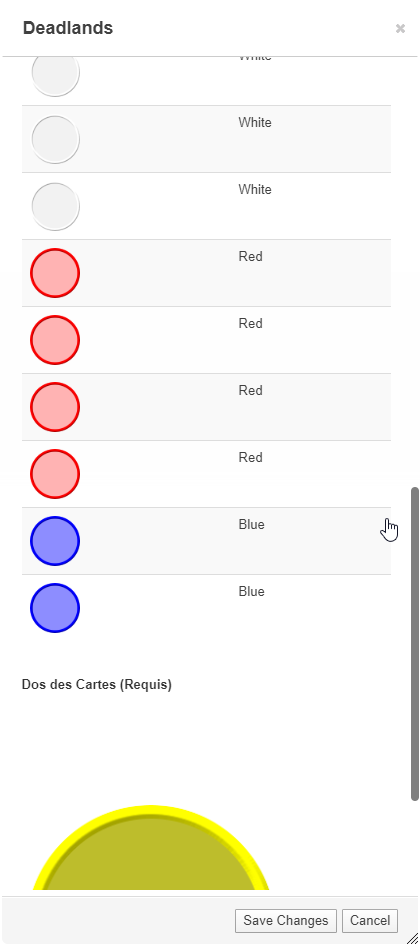 Deadlands
White
White
White
Red
Red
Red
Red
Blue
Blue
Dos des Cartes (Requis)
Save Changes Cancel